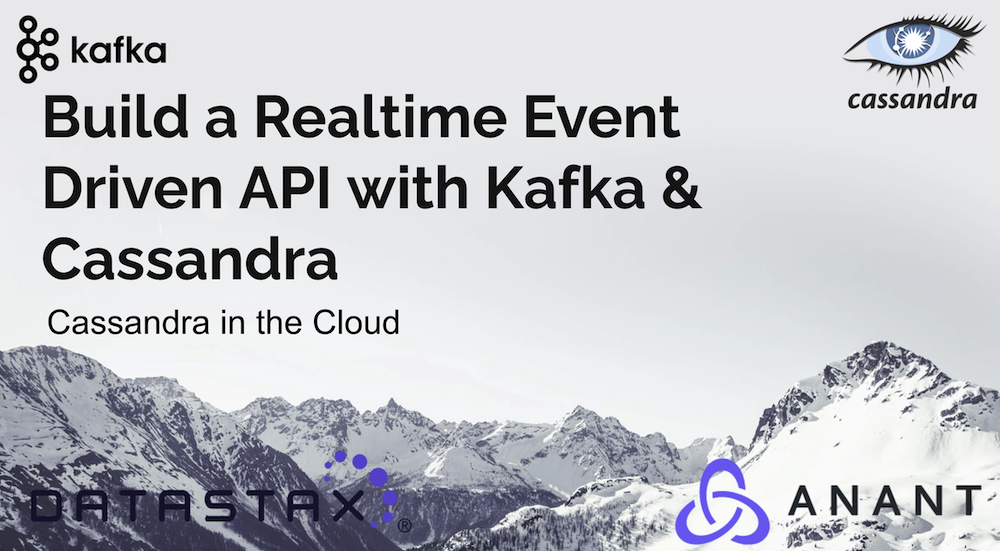 kafka
cassandra
Build a Realtime Event
Driven API with Kafka &
Cassandra
Cassandra in the Cloud
DATASTAX®
ANANT